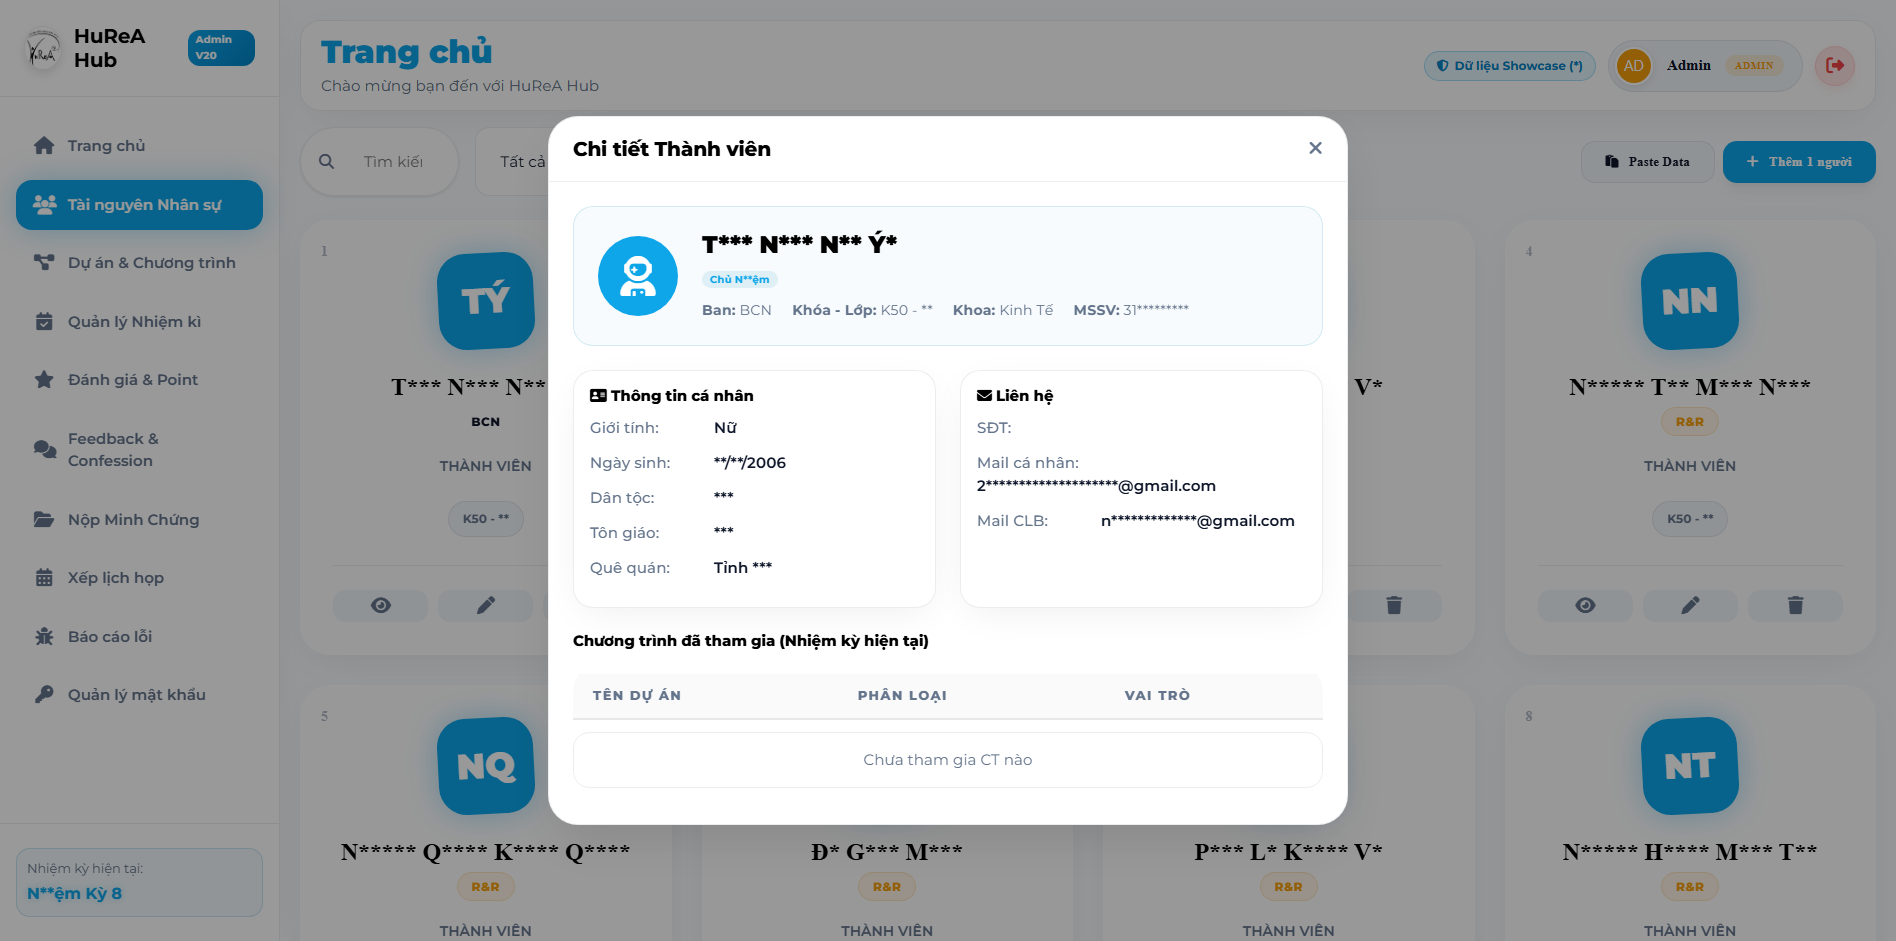 HuReA
Hub
Admin
V20
Trang chủ
Tài nguyên Nhân sự
Dự án & Chương trình
Quản lý Nhiệm kì
Đánh giá & Point
Feedback &
Confession
Nộp Minh Chứng
Xếp lịch họp
Báo cáo lỗi
Quản lý mật khẩu
Nhiệm kỳ hiện tại:
N**ệm Kỳ 8
Trang chủ
Chào mừng bạn đến với HuReA Hub
Dữ liệu Showcase (*)
AD Admin ADMIN
Tìm kiế
Tất cả
Paste Data
+ Thêm 1 người
Chi tiết Thành viên
T*** N*** N** Ý*
Chủ N**ệm
Ban: BCN Khóa - Lớp: K50 - ** Khoa: Kinh Tế MSSV: 31*********
Thông tin cá nhân
Giới tính: Nữ
Ngày sinh: **/**/2006
Dân tộc: ***
Tôn giáo: ***
Quê quán: Tỉnh ***
Liên hệ
SĐT:
Mail cá nhân:
2********************@gmail.com
Mail CLB: n*************@gmail.com
Chương trình đã tham gia (Nhiệm kỳ hiện tại)
TÊN DỰ ÁN PHÂN LOẠI VAI TRÒ
Chưa tham gia CT nào
1
TÝ
T*** N*** N**
BCN
THÀNH VIÊN
K50 - **
V*
4
NN
N***** T** M*** N***
R&R
THÀNH VIÊN
K50 - **
5
NQ
N***** Q**** K**** Q****
R&R
THÀNH VIÊN
Đ* G*** M***
R&R
THÀNH VIÊN
P*** L* K**** V*
R&R
THÀNH VIÊN
8
NT
N***** H**** M*** T**
R&R
THÀNH VIÊN